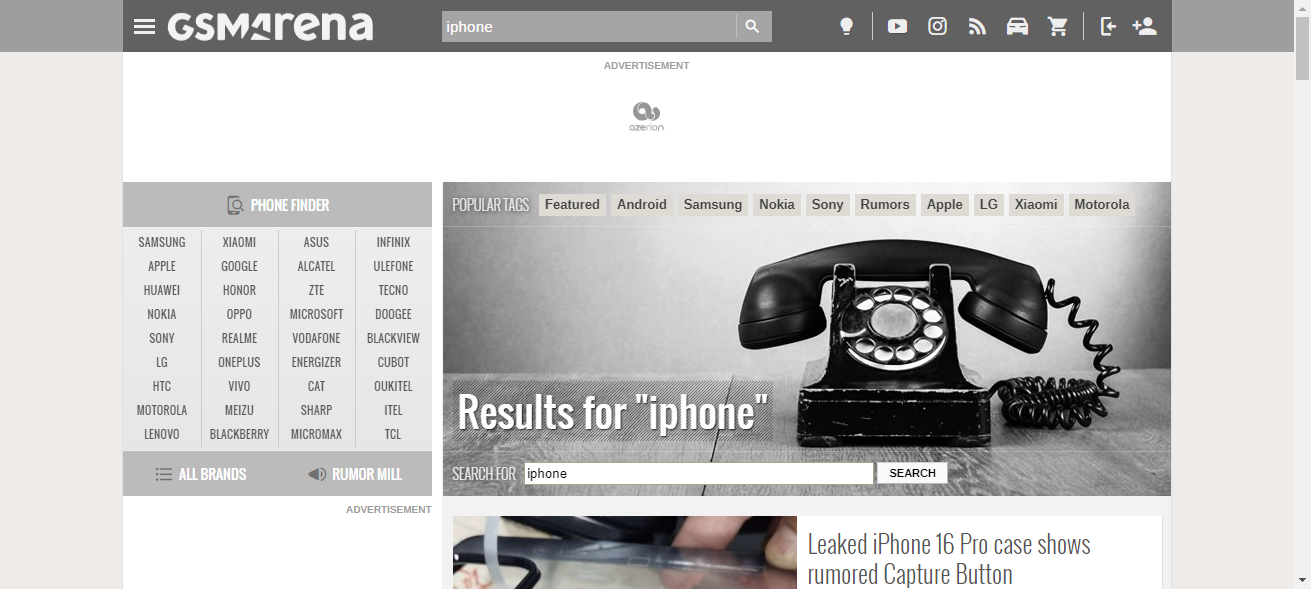 GSMArena
iphone
ADVERTISEMENT
azerion
PHONE FINDER
SAMSUNG XIAOMI ASUS INFINIX
APPLE GOOGLE ALCATEL ULEFONE
HUAWEI HONOR ZTE TECNO
NOKIA OPPO MICROSOFT DOOGEE
SONY REALME VODAFONE BLACKVIEW
LG ONEPLUS ENERGIZER CUBOT
HTC VIVO CAT OUKITEL
MOTOROLA MEIZU SHARP ITEL
LENOVO BLACKBERRY MICROMAX TCL
ALL BRANDS RUMOR MILL
ADVERTISEMENT
POPULAR TAGS Featured Android Samsung Nokia Sony Rumors Apple LG Xiaomi Motorola
Results for "iphone"
SEARCH FOR iphone SEARCH
Leaked iPhone 16 Pro case shows
rumored Capture Button